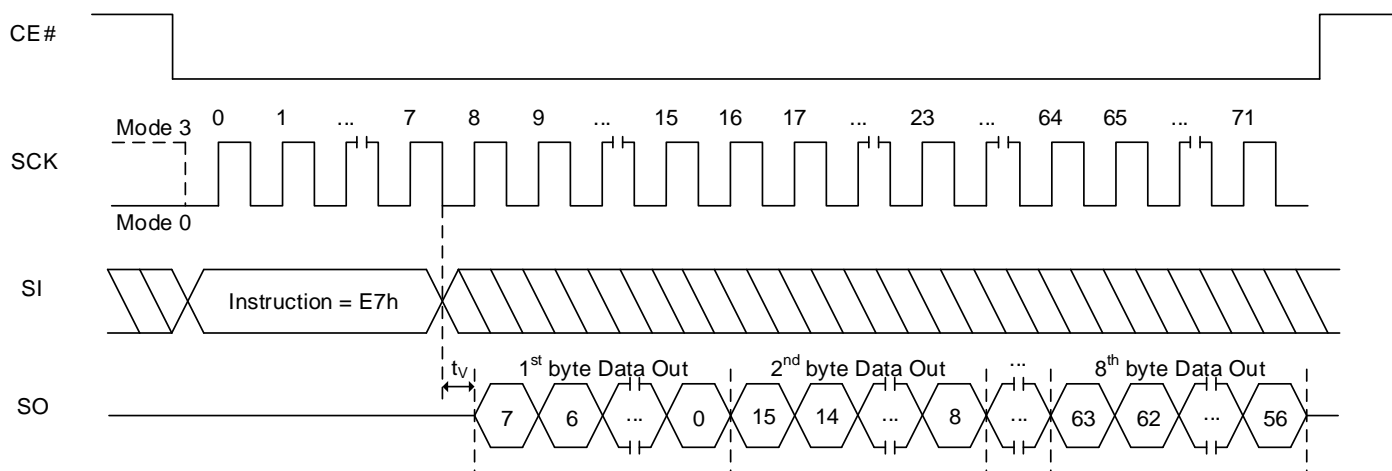 CE#
0 1 ... 7 8 9 ... 15 16 17 ... 23 ... 64 65 ... 71
Mode 3
SCK
Mode 0
SI
Instruction = E7h
tV 1st byte Data Out 2nd byte Data Out ... 8th byte Data Out
SO
7 6 ... 0 15 14 ... 8 ... 63 62 ... 56